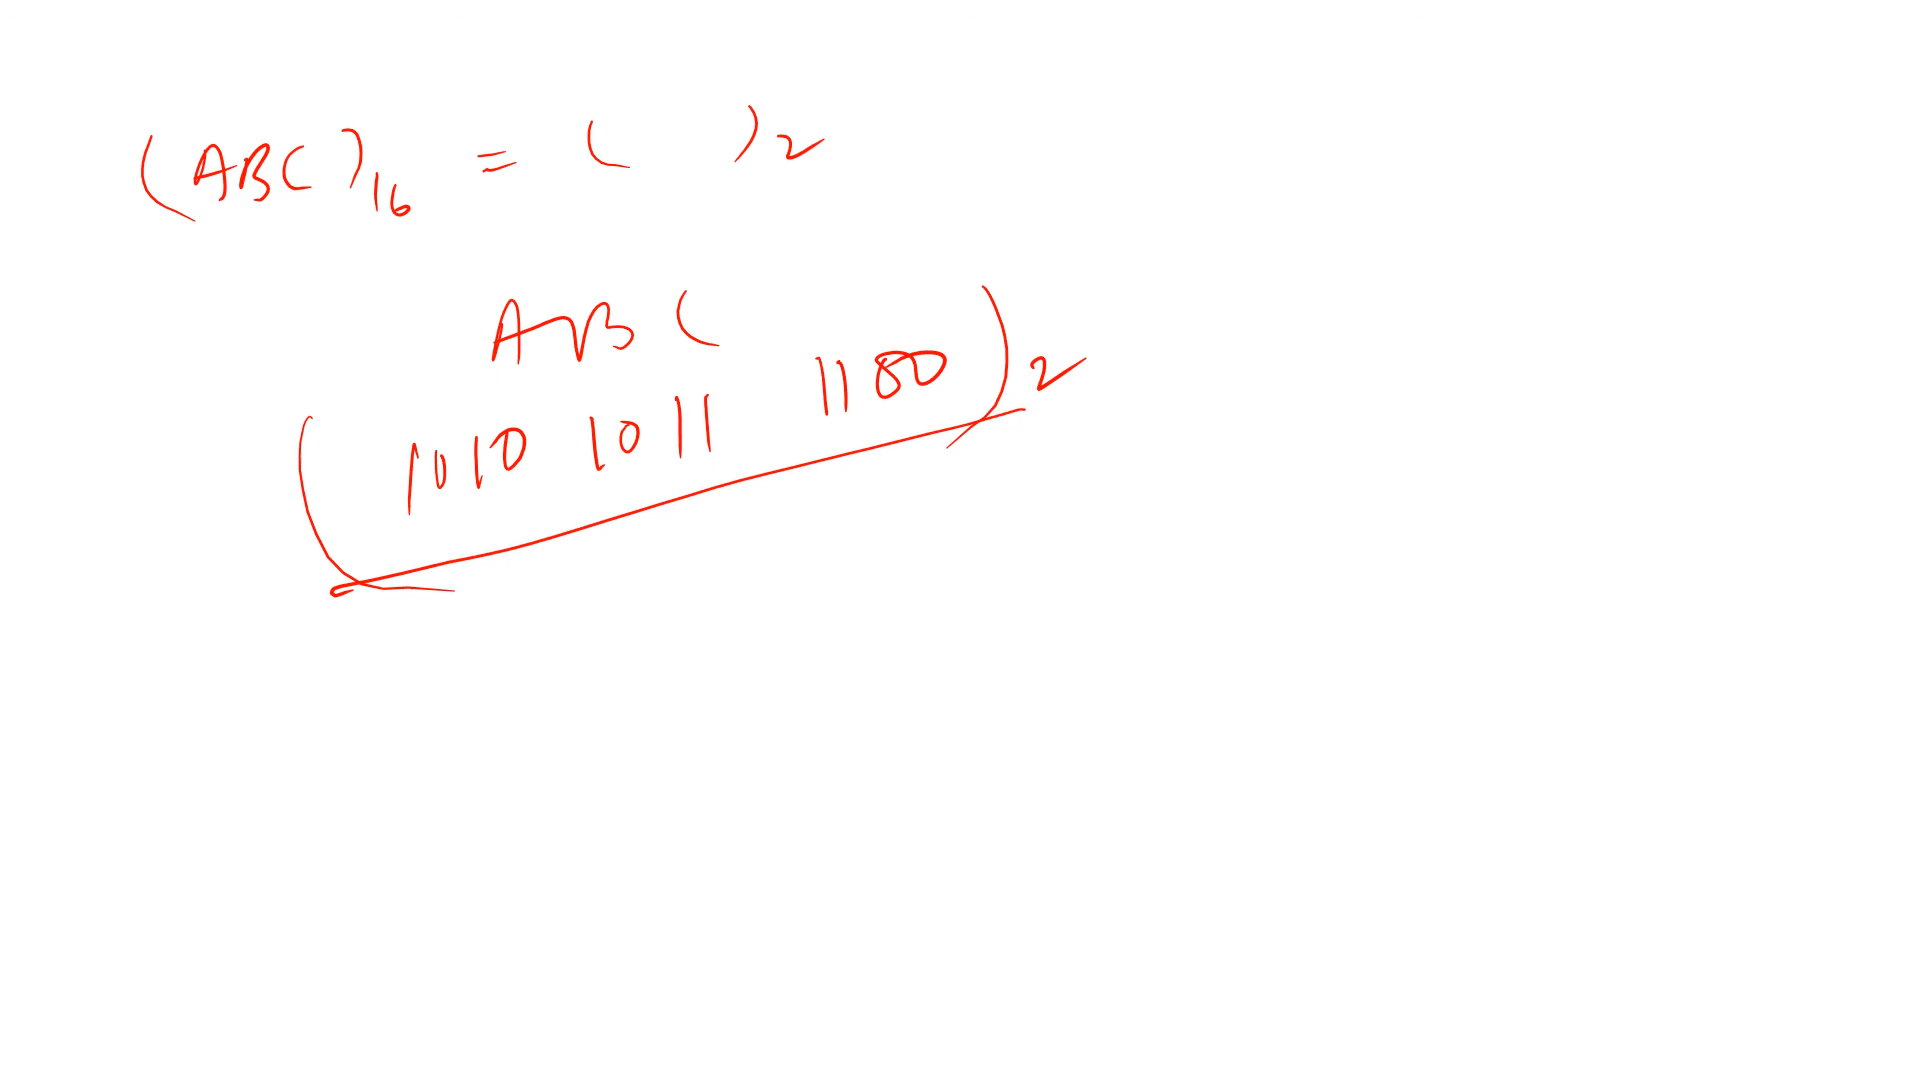 (ABC)₁₆ = ( )₂
ABC
(1010 1011 1100)₂